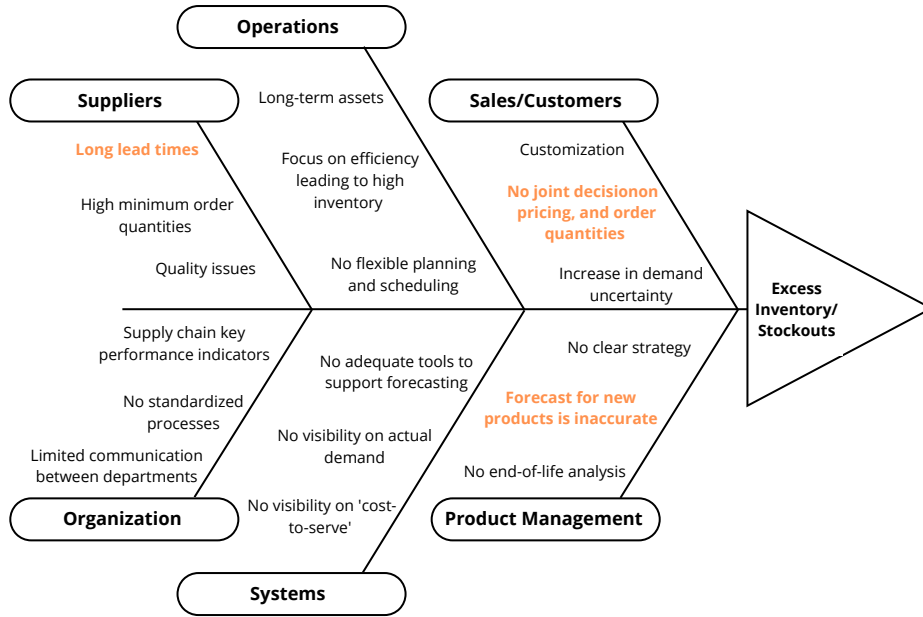 Operations
Suppliers
Sales/Customers
Long-term assets
Long lead times
Customization
Focus on efficiency
leading to high
inventory
No joint decisionon
pricing, and order
quantities
High minimum order
quantities
Quality issues
No flexible planning
and scheduling
Increase in demand
uncertainty
Excess
Inventory/
Stockouts
Supply chain key
performance indicators
No adequate tools to
support forecasting
No clear strategy
No standardized
processes
Forecast for new
products is inaccurate
No visibility on actual
demand
Limited communication
between departments
No end-of-life analysis
No visibility on 'cost-
to-serve'
Organization
Product Management
Systems